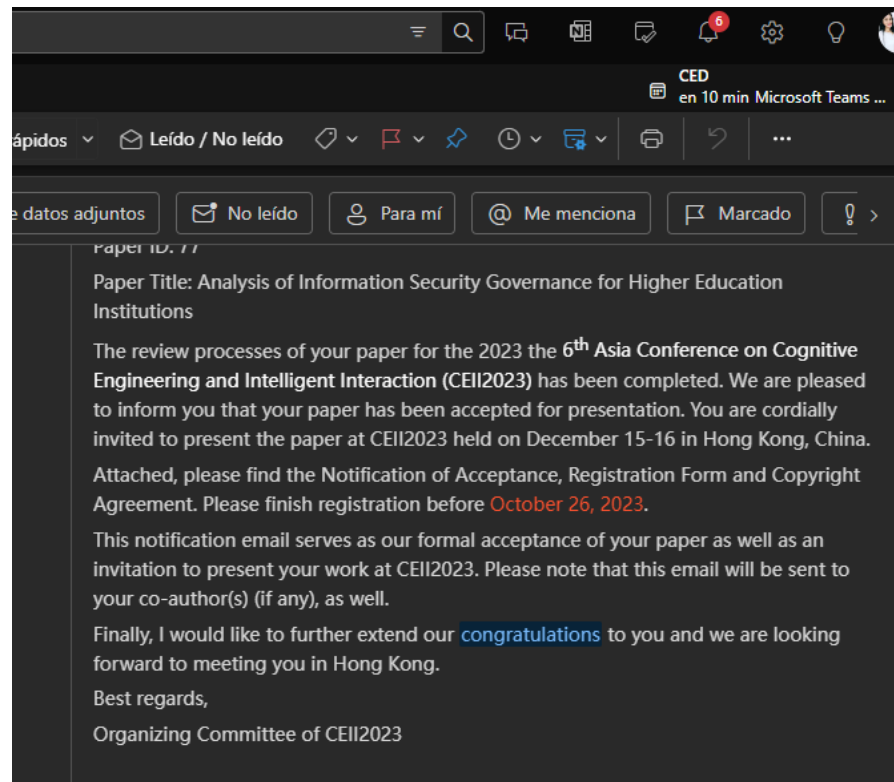 6
CED
en 10 min Microsoft Teams ...
ápidos
Leído / No leído
...
e datos adjuntos
No leído
Para mí
@ Me menciona
Marcado
Paper ID: 77
Paper Title: Analysis of Information Security Governance for Higher Education
Institutions
The review processes of your paper for the 2023 the 6th Asia Conference on Cognitive
Engineering and Intelligent Interaction (CEII2023) has been completed. We are pleased
to inform you that your paper has been accepted for presentation. You are cordially
invited to present the paper at CEII2023 held on December 15-16 in Hong Kong, China.
Attached, please find the Notification of Acceptance, Registration Form and Copyright
Agreement. Please finish registration before October 26, 2023.
This notification email serves as our formal acceptance of your paper as well as an
invitation to present your work at CEII2023. Please note that this email will be sent to
your co-author(s) (if any), as well.
Finally, I would like to further extend our congratulations to you and we are looking
forward to meeting you in Hong Kong.
Best regards,
Organizing Committee of CEII2023